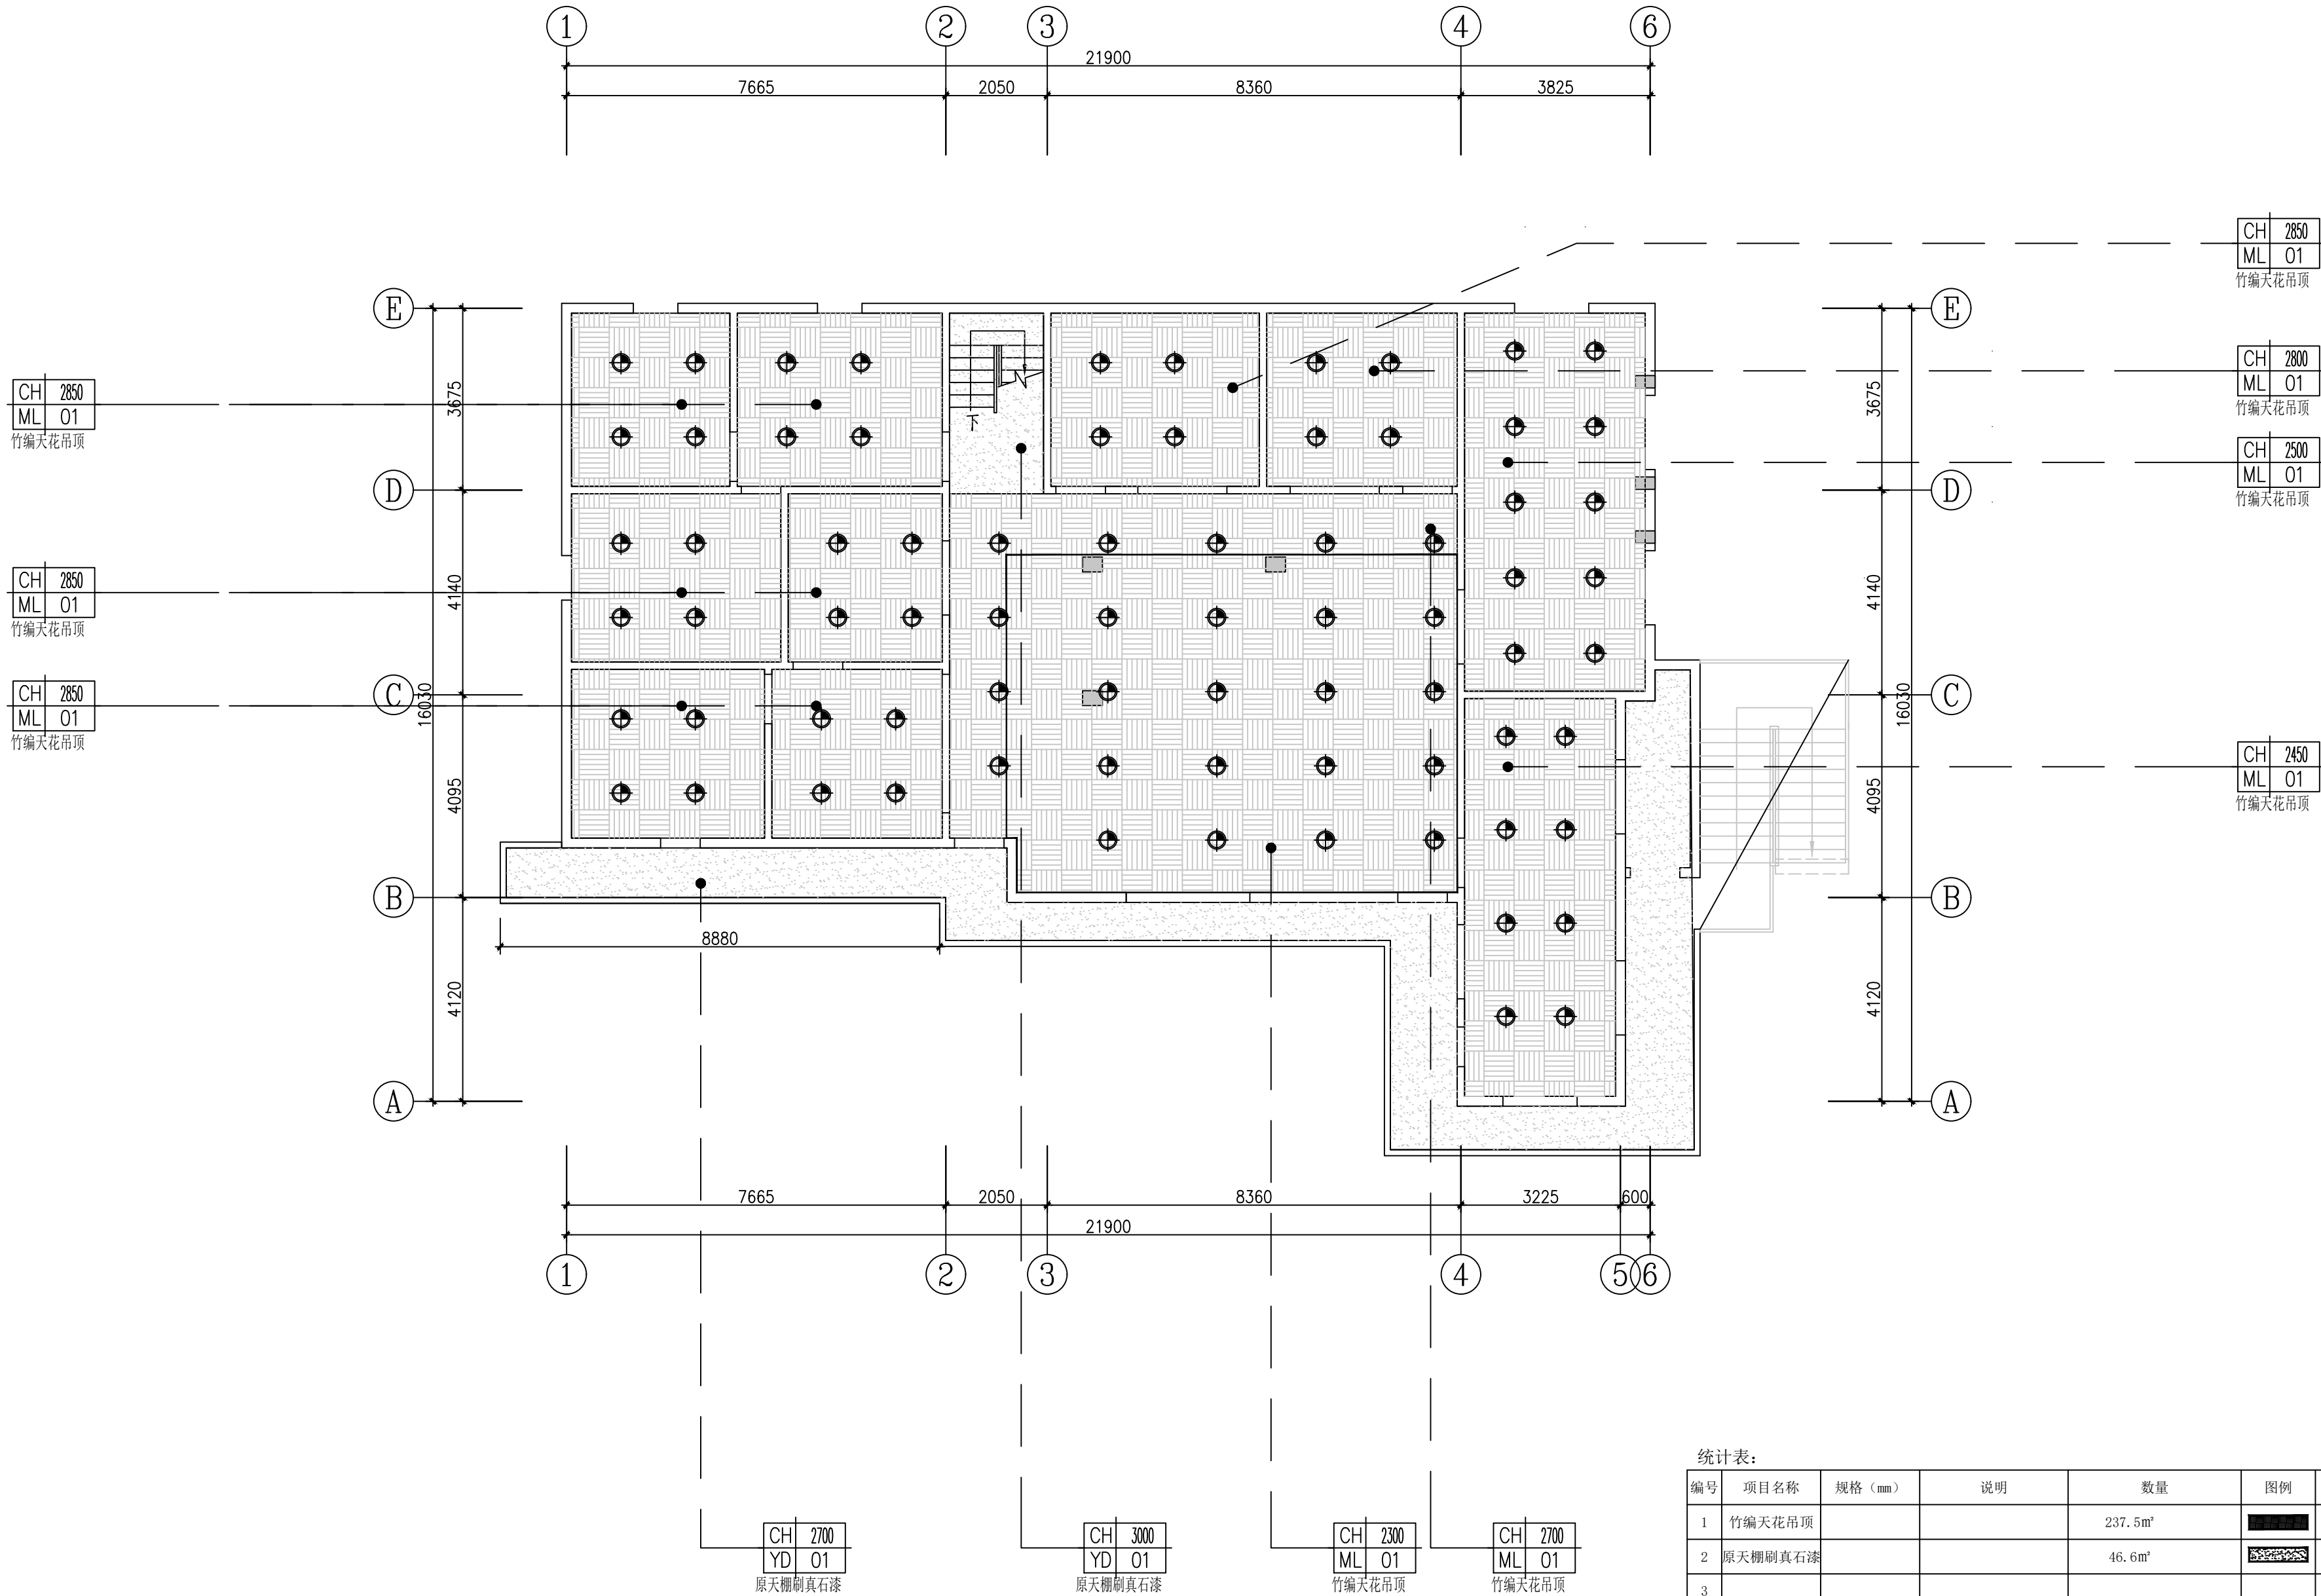 1 2 3 4 6
21900
7665 2050 8360 3825
CH 2850
ML 01
竹编天花吊顶
E E
CH 2800
ML 01
竹编天花吊顶
CH 2850
ML 01
竹编天花吊顶
3675 3675
下
CH 2500
ML 01
竹编天花吊顶
D D
CH 2850
ML 01
竹编天花吊顶
4140 4140
CH 2850
ML 01
竹编天花吊顶
C C
16030 16030
CH 2450
ML 01
竹编天花吊顶
4095 4095
B B
8880
4120 4120
A A
7665 2050 8360 3225 600
21900
1 2 3 4 5 6
CH 2700
YD 01
原天棚刷真石漆
CH 3000
YD 01
原天棚刷真石漆
CH 2300
ML 01
竹编天花吊顶
CH 2700
ML 01
竹编天花吊顶
统计表：
编号 项目名称 规格（mm） 说明 数量 图例
1 竹编天花吊顶 237.5㎡
2 原天棚刷真石漆 46.6㎡
3